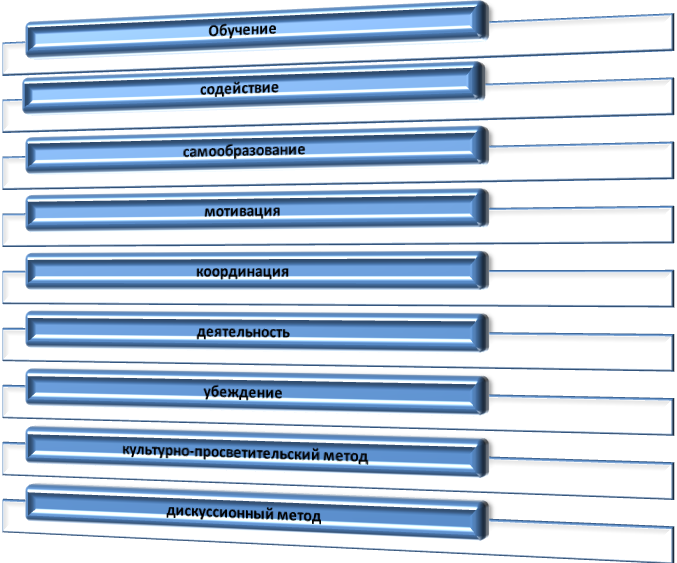 Обучение
содействие
самообразование
мотивация
координация
деятельность
убеждение
культурно-просветительский метод
дискуссионный метод